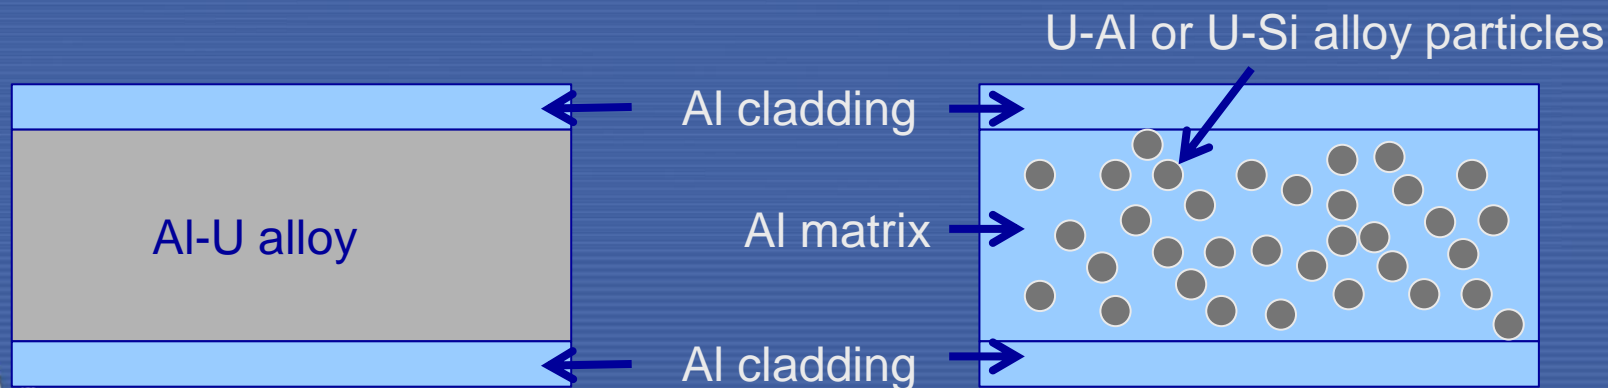 U-Al or U-Si alloy particles
Al cladding
Al-U alloy
Al matrix
Al cladding